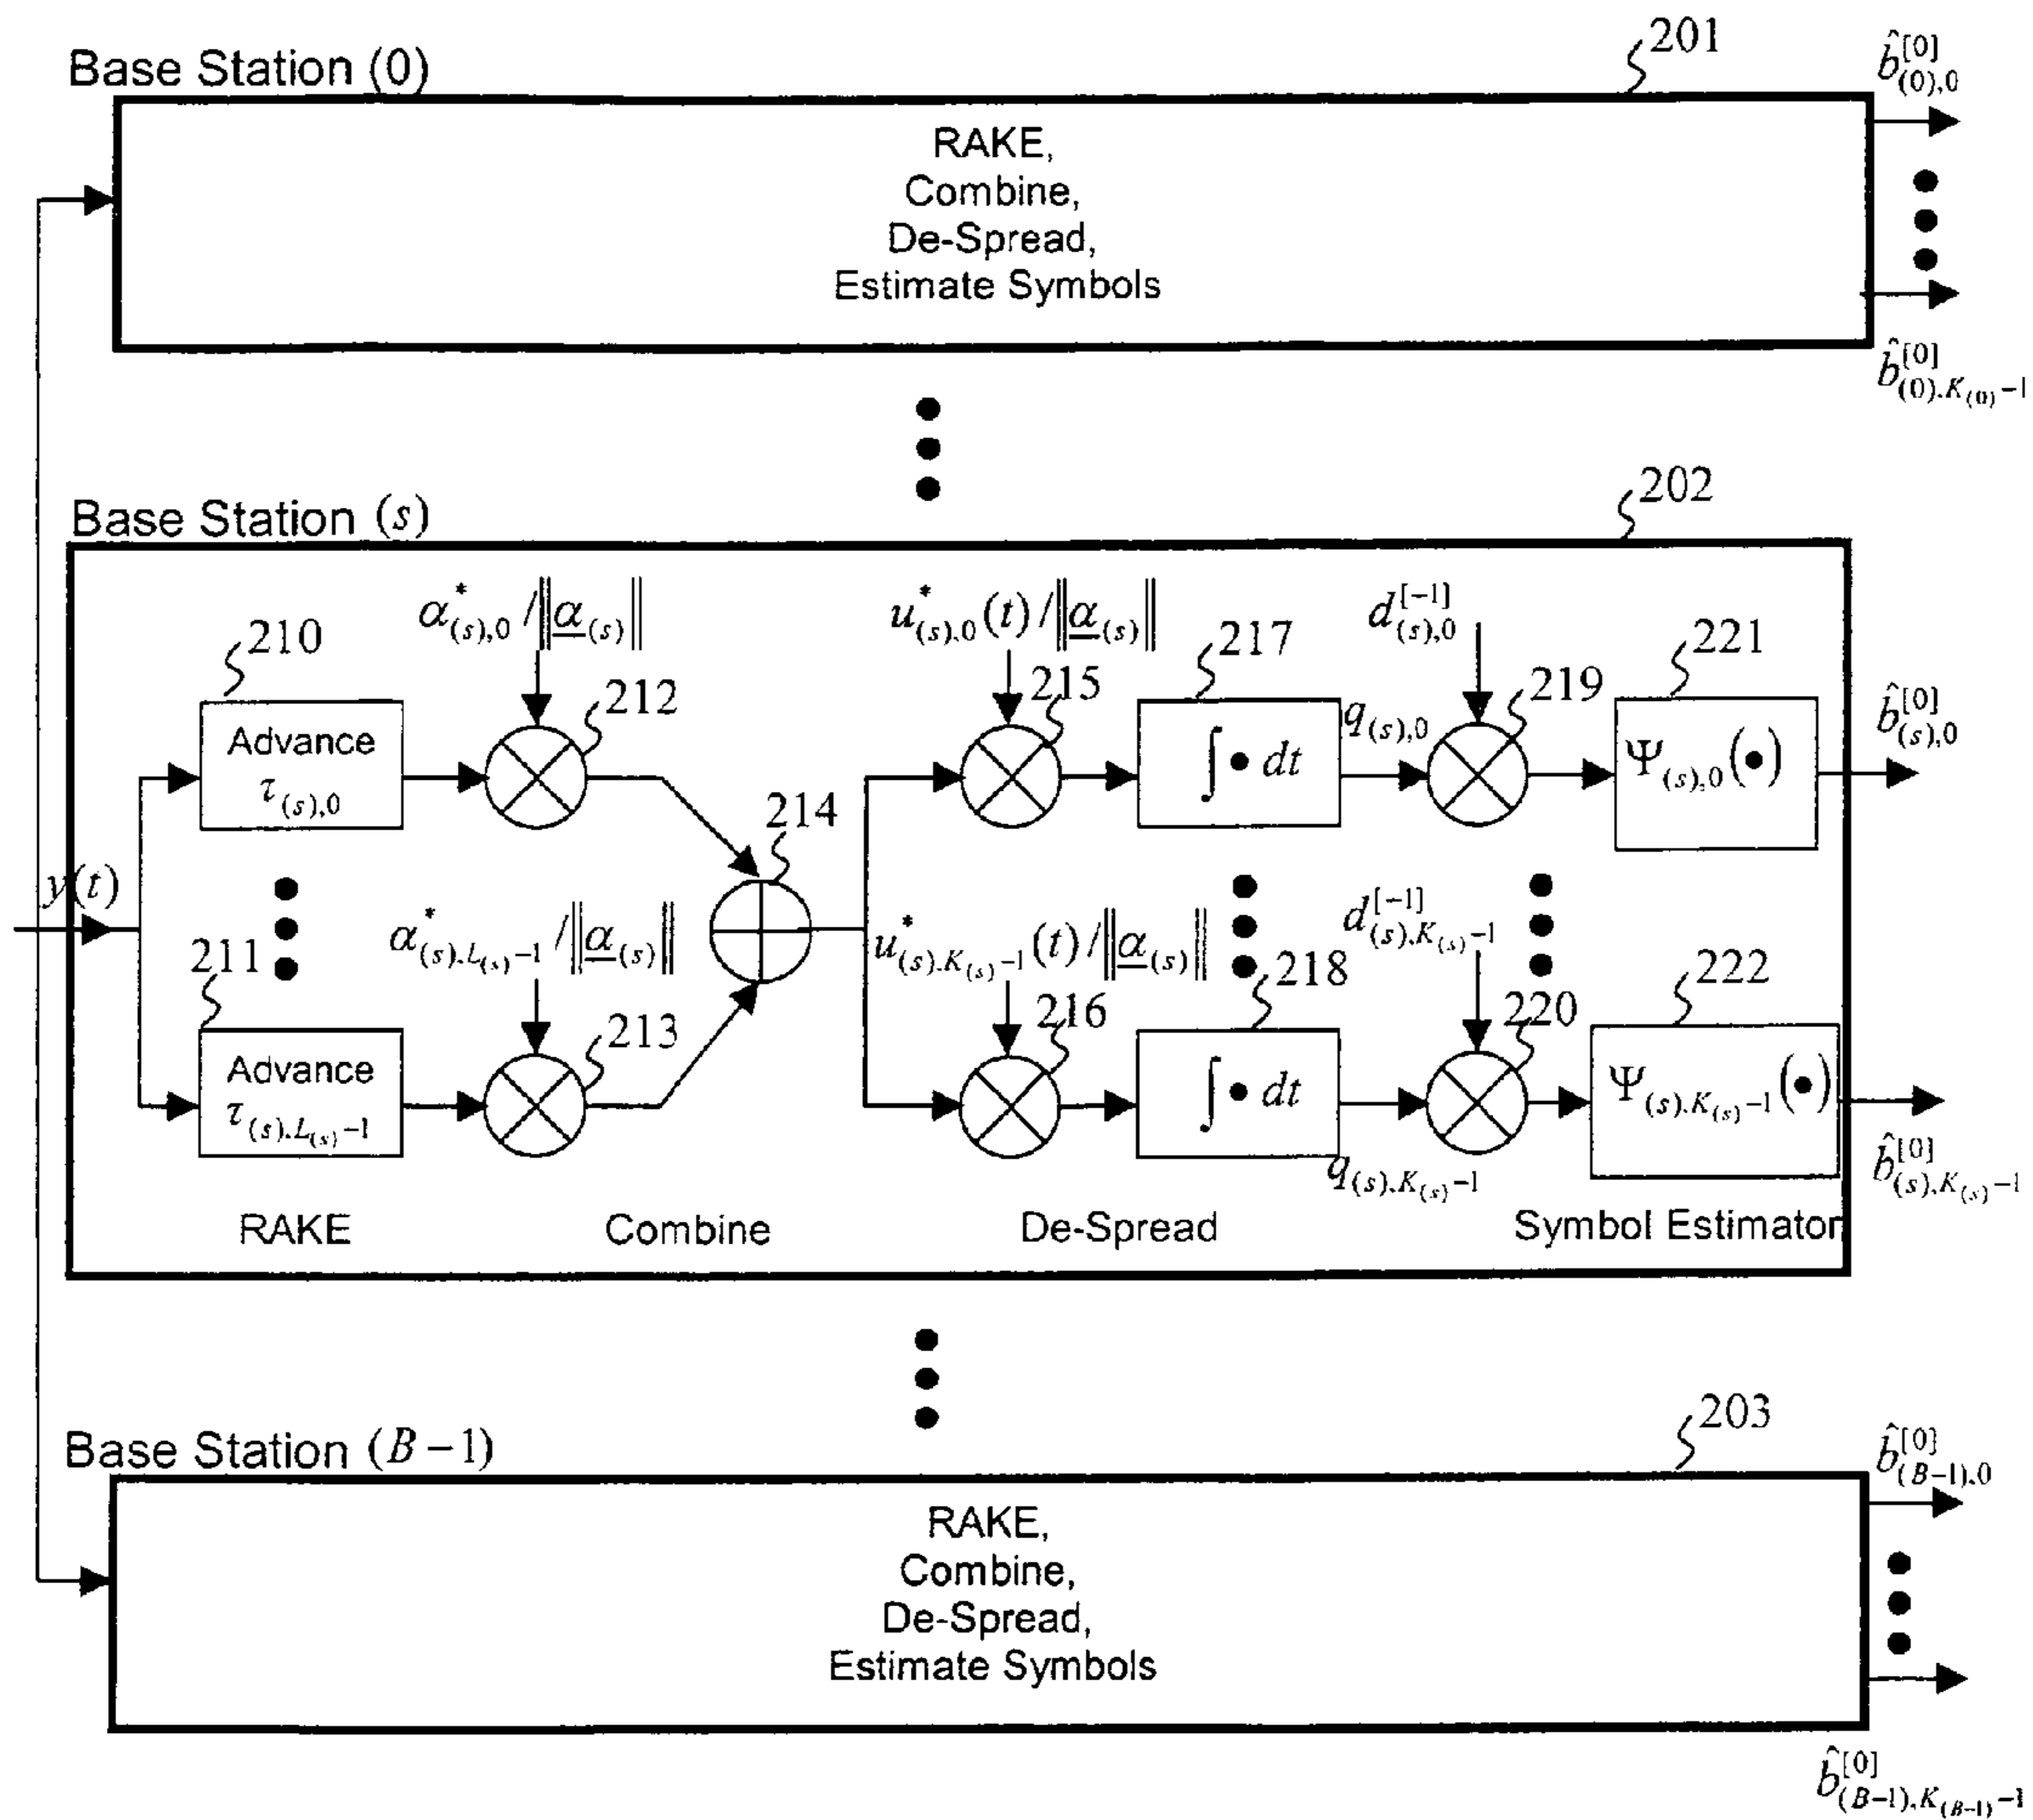 201
Base Station (0)
b̂^{[0]}_{(0),0}
RAKE,
Combine,
De-Spread,
Estimate Symbols
b̂^{[0]}_{(0),K_{(0)}-1}
202
Base Station (s)
α^*_{(s),0} / ‖α_{(s)}‖
u^*_{(s),0}(t) / ‖α_{(s)}‖
d^{[-1]}_{(s),0}
210
212
215
217
219
221
Advance
τ_{(s),0}
q_{(s),0}
∫ • dt
Ψ_{(s),0}(•)
b̂^{[0]}_{(s),0}
214
y(t)
α^*_{(s),L_{(s)}-1} / ‖α_{(s)}‖
u^*_{(s),K_{(s)}-1}(t) / ‖α_{(s)}‖
d^{[-1]}_{(s),K_{(s)}-1}
211
213
216
218
220
222
Advance
τ_{(s),L_{(s)}-1}
∫ • dt
Ψ_{(s),K_{(s)}-1}(•)
q_{(s),K_{(s)}-1}
b̂^{[0]}_{(s),K_{(s)}-1}
RAKE
Combine
De-Spread
Symbol Estimator
203
Base Station (B-1)
b̂^{[0]}_{(B-1),0}
RAKE,
Combine,
De-Spread,
Estimate Symbols
b̂^{[0]}_{(B-1),K_{(B-1)}-1}